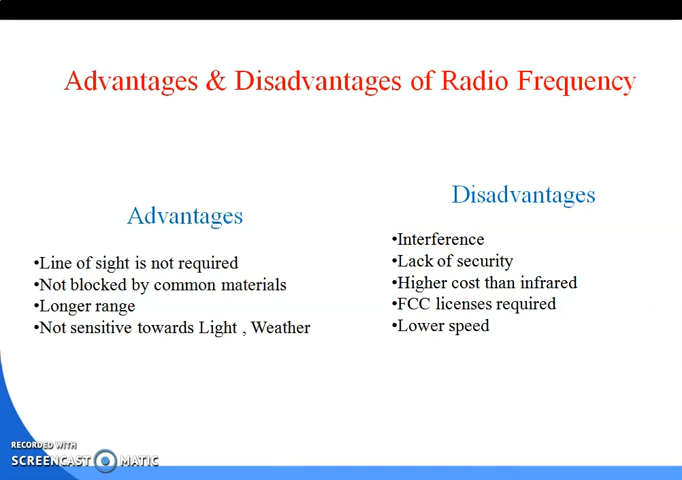 Advantages & Disadvantages of Radio Frequency
Advantages
•Line of sight is not required
•Not blocked by common materials
•Longer range
•Not sensitive towards Light , Weather
Disadvantages
•Interference
•Lack of security
•Higher cost than infrared
•FCC licenses required
•Lower speed
RECORDED WITH
SCREENCAST MATIC